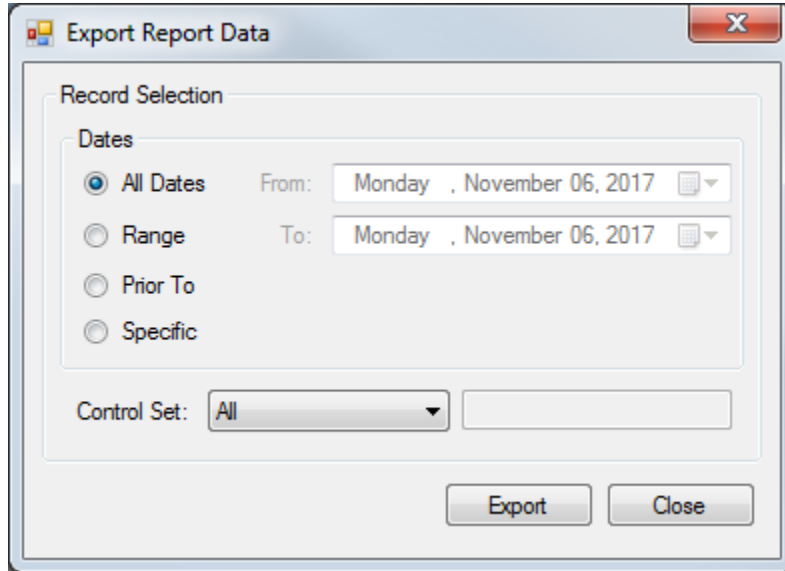 Export Report Data
Record Selection
Dates
All Dates From: Monday , November 06, 2017
Range To: Monday , November 06, 2017
Prior To
Specific
Control Set: All
Export Close